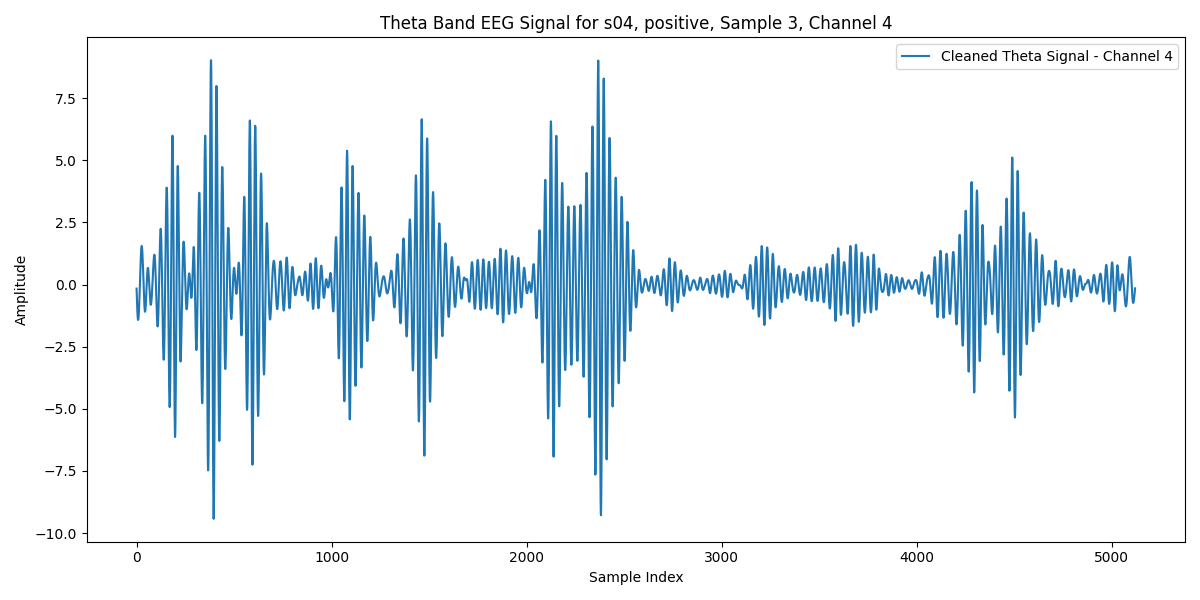 Theta Band EEG Signal for s04, positive, Sample 3, Channel 4
Cleaned Theta Signal - Channel 4
7.5
5.0
2.5
0.0
−2.5
−5.0
−7.5
−10.0
Amplitude
0 1000 2000 3000 4000 5000
Sample Index